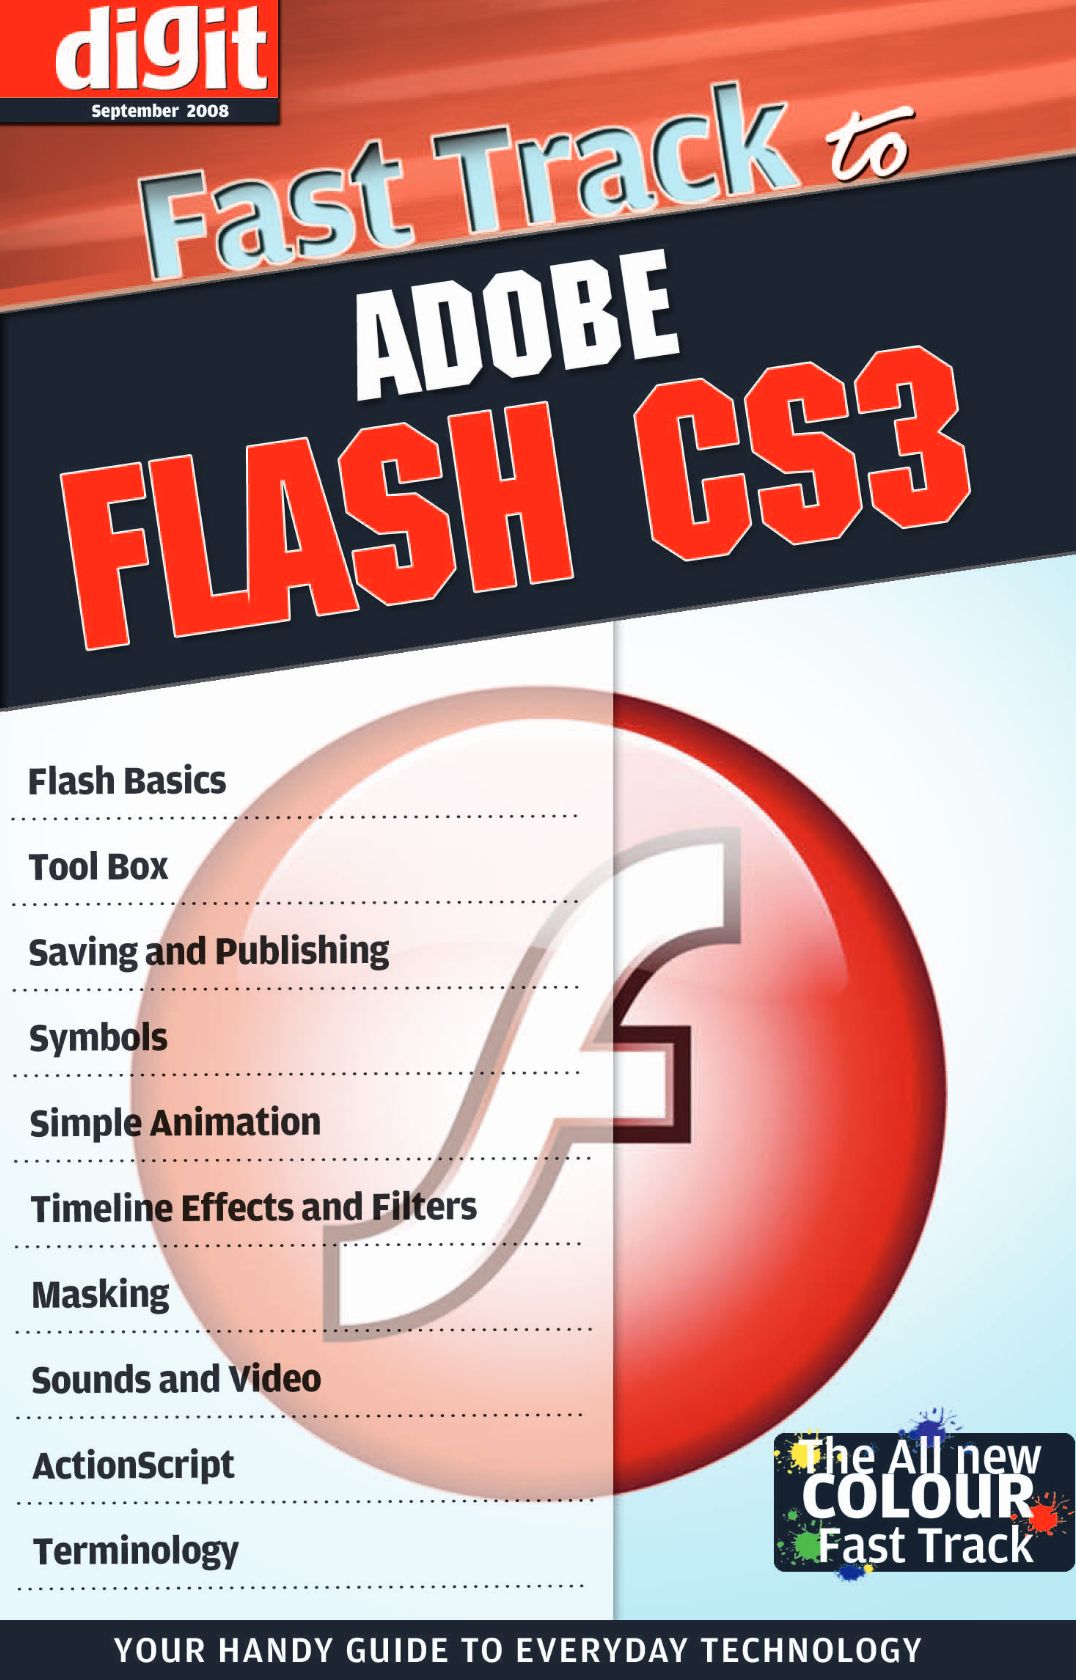 digit
September 2008
Fast Track to
ADOBE
FLASH CS3
Flash Basics
Tool Box
Saving and Publishing
Symbols
Simple Animation
Timeline Effects and Filters
Masking
Sounds and Video
ActionScript
Terminology
The All new
COLOUR
Fast Track
YOUR HANDY GUIDE TO EVERYDAY TECHNOLOGY